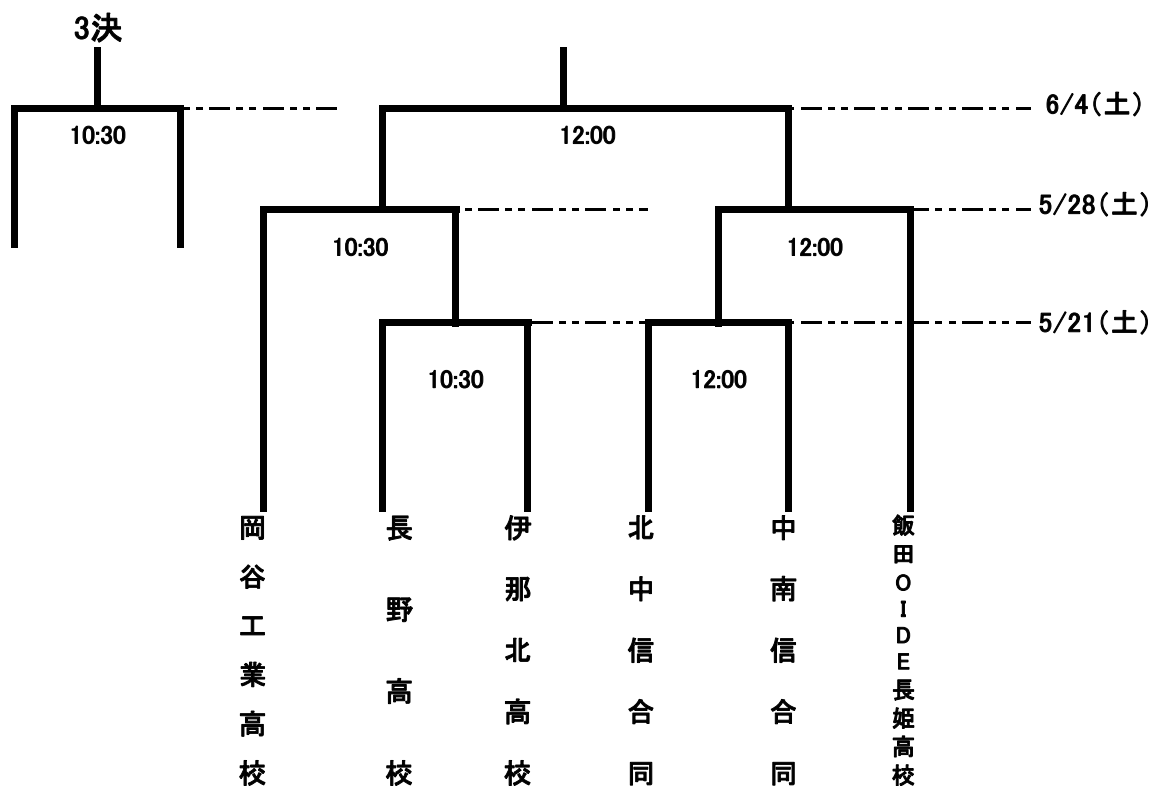 3決
6/4(土)
10:30
12:00
5/28(土)
10:30
12:00
5/21(土)
10:30
12:00
岡谷工業高校
長野高校
伊那北高校
北中信合同
中南信合同
飯田OIDE長姫高校